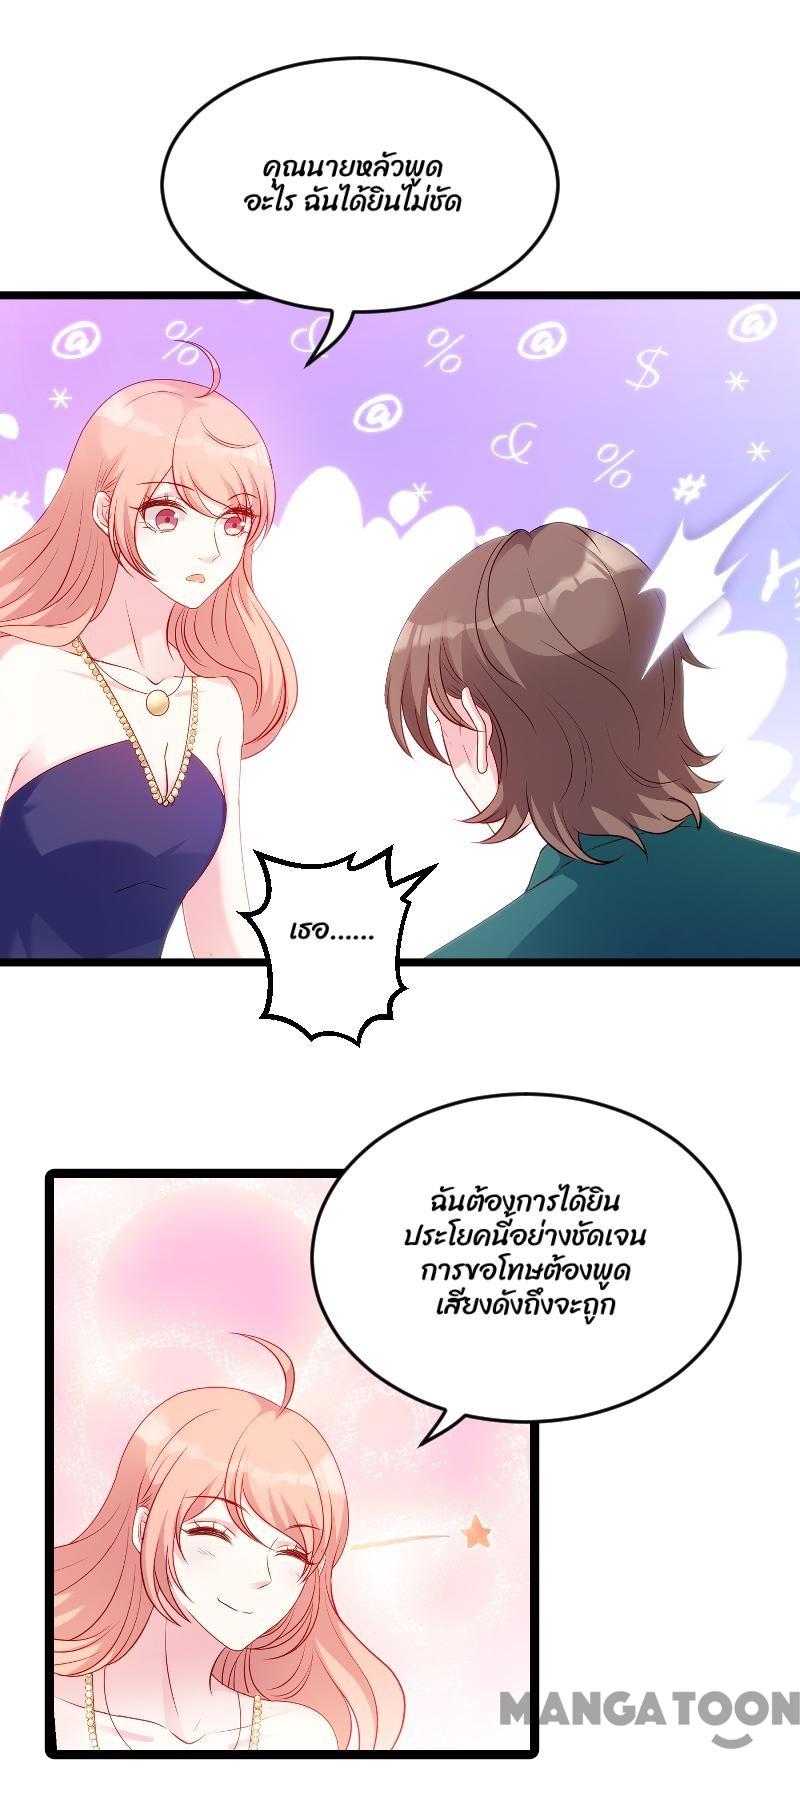 คุณนายหลัวพูด
อะไร ฉันได้ยินไม่ชัด
@ % & % @ $ @
* @ & % *
* # *
เธอ......
ฉันต้องการได้ยิน
ประโยคนี้อย่างชัดเจน
การขอโทษต้องพูด
เสียงดังถึงจะถูก
MANGATOON